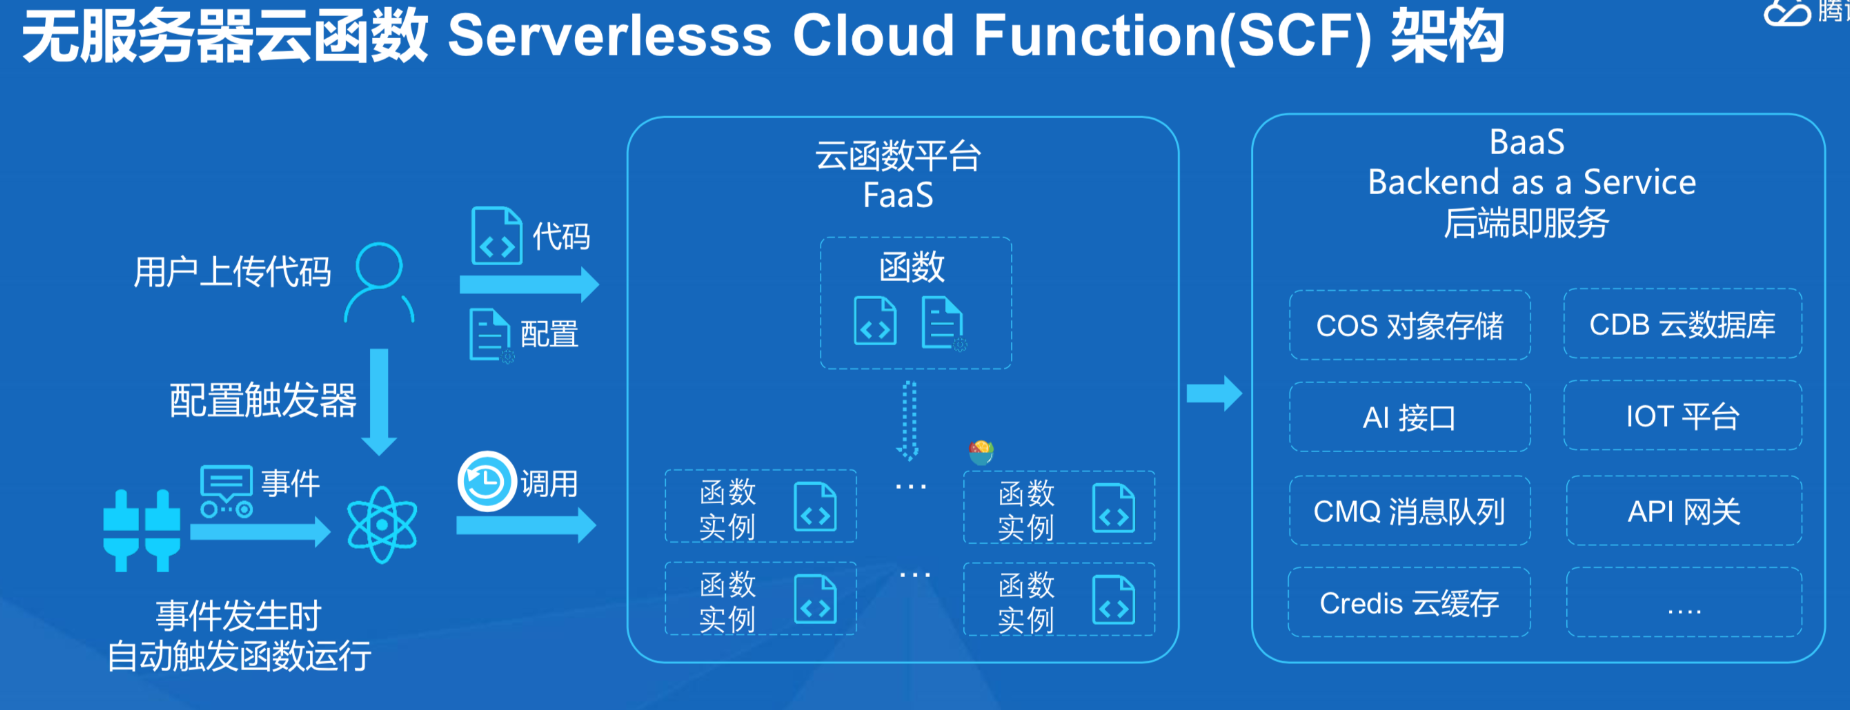 无服务器云函数 Serverlesss Cloud Function(SCF) 架构
云函数平台
FaaS
BaaS
Backend as a Service
后端即服务
用户上传代码
代码
配置
函数
配置触发器
事件
调用
事件发生时
自动触发函数运行
函数
实例
...
函数
实例
函数
实例
...
函数
实例
COS 对象存储
CDB 云数据库
AI 接口
IOT 平台
CMQ 消息队列
API 网关
Credis 云缓存
....